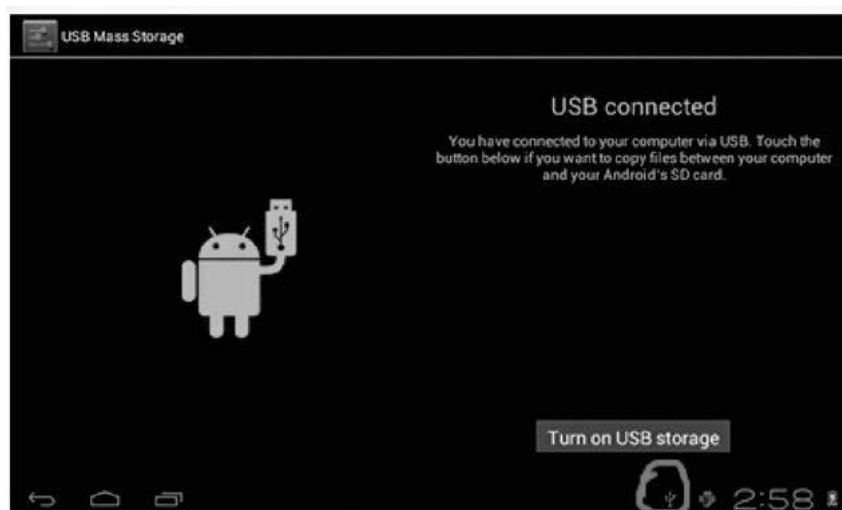 USB Mass Storage
USB connected
You have connected to your computer via USB. Touch the
button below if you want to copy files between your computer
and your Android's SD card.
Turn on USB storage
2:58